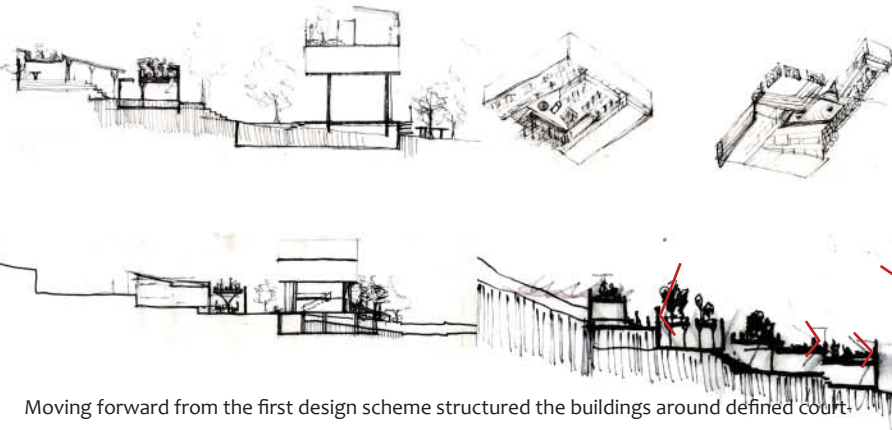 Moving forward from the first design scheme structured the buildings around defined court-